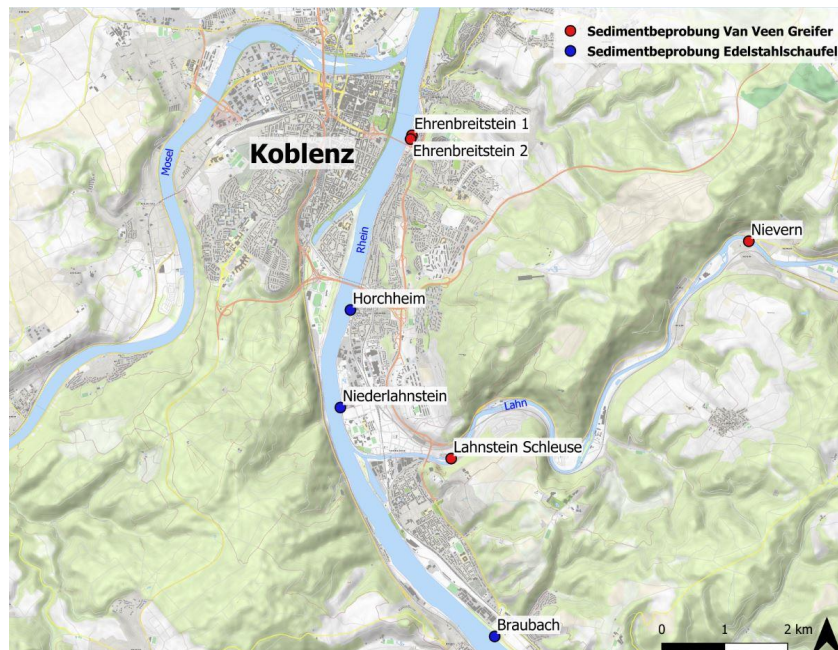 Sedimentbeprobung Van Veen Greifer
Sedimentbeprobung Edelstahlschaufel
Ehrenbreitstein 1
Ehrenbreitstein 2
Koblenz
Mosel
Rhein
Nievern
Horchheim
Niederlahnstein
Lahn
Lahnstein Schleuse
Braubach
0 1 2 km